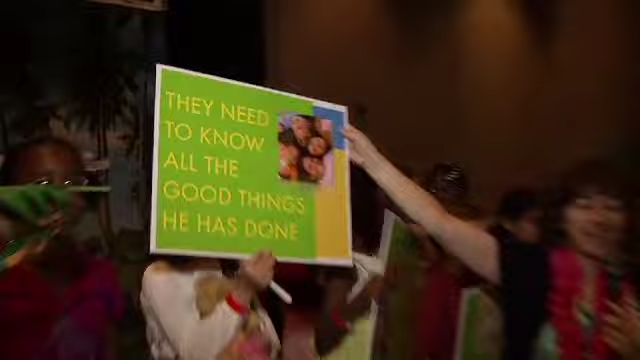 THEY NEED
TO KNOW
ALL THE
GOOD THINGS
HE HAS DONE